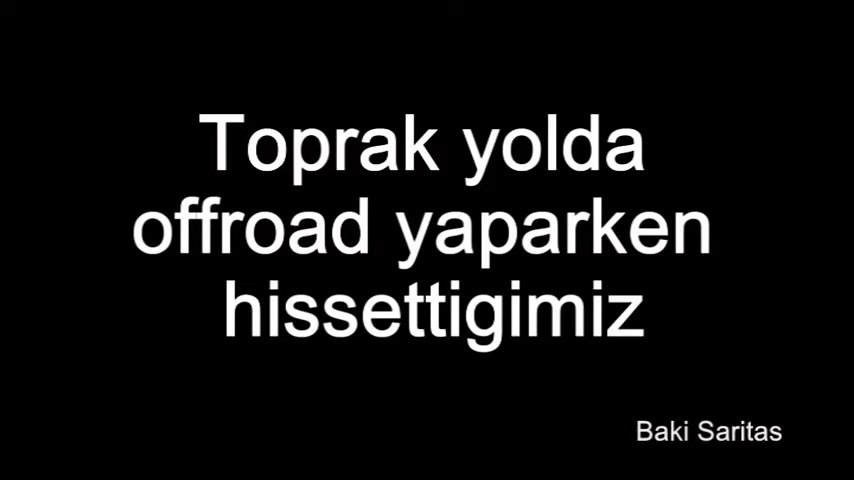 Toprak yolda
offroad yaparken
hissettigimiz
Baki Saritas